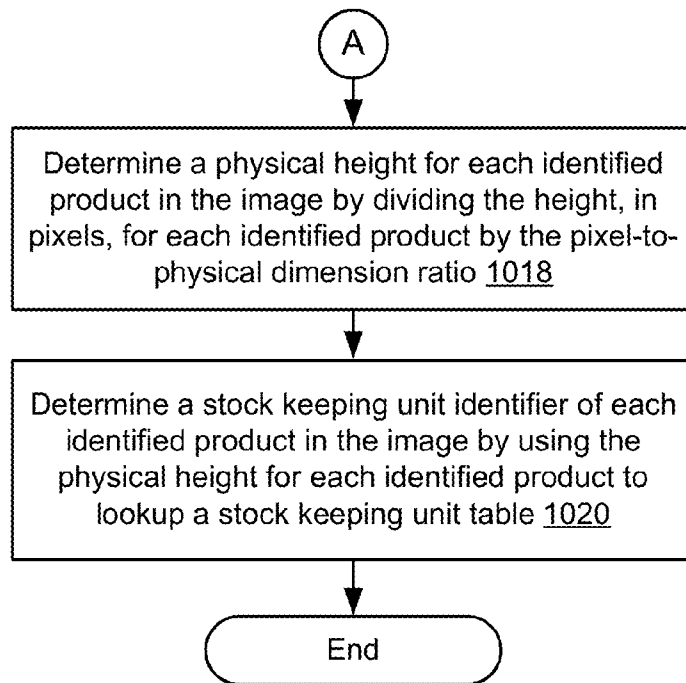 A
Determine a physical height for each identified
product in the image by dividing the height, in
pixels, for each identified product by the pixel-to-
physical dimension ratio 1018
Determine a stock keeping unit identifier of each
identified product in the image by using the
physical height for each identified product to
lookup a stock keeping unit table 1020
End